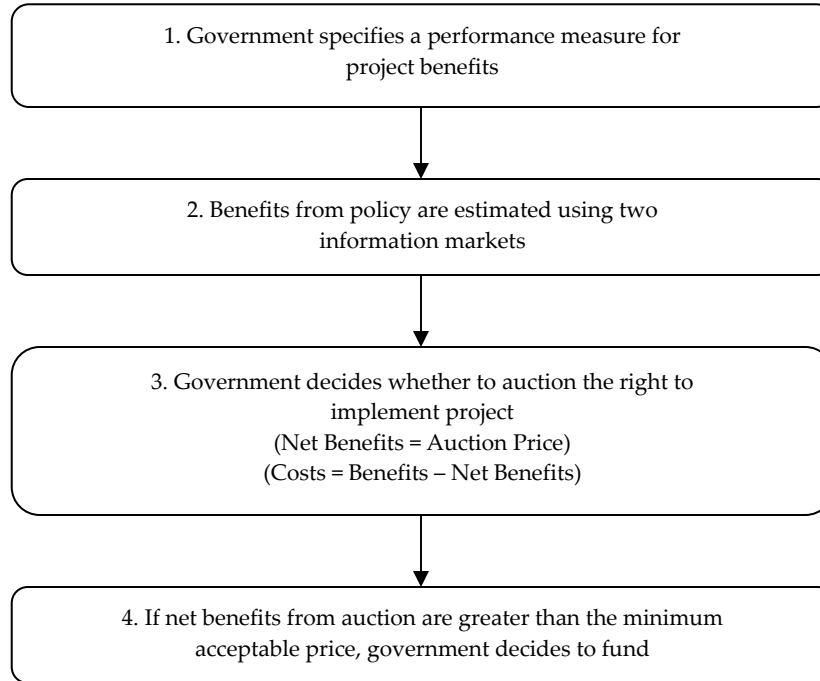 1. Government specifies a performance measure for
project benefits
2. Benefits from policy are estimated using two
information markets
3. Government decides whether to auction the right to
implement project
(Net Benefits = Auction Price)
(Costs = Benefits – Net Benefits)
4. If net benefits from auction are greater than the minimum
acceptable price, government decides to fund